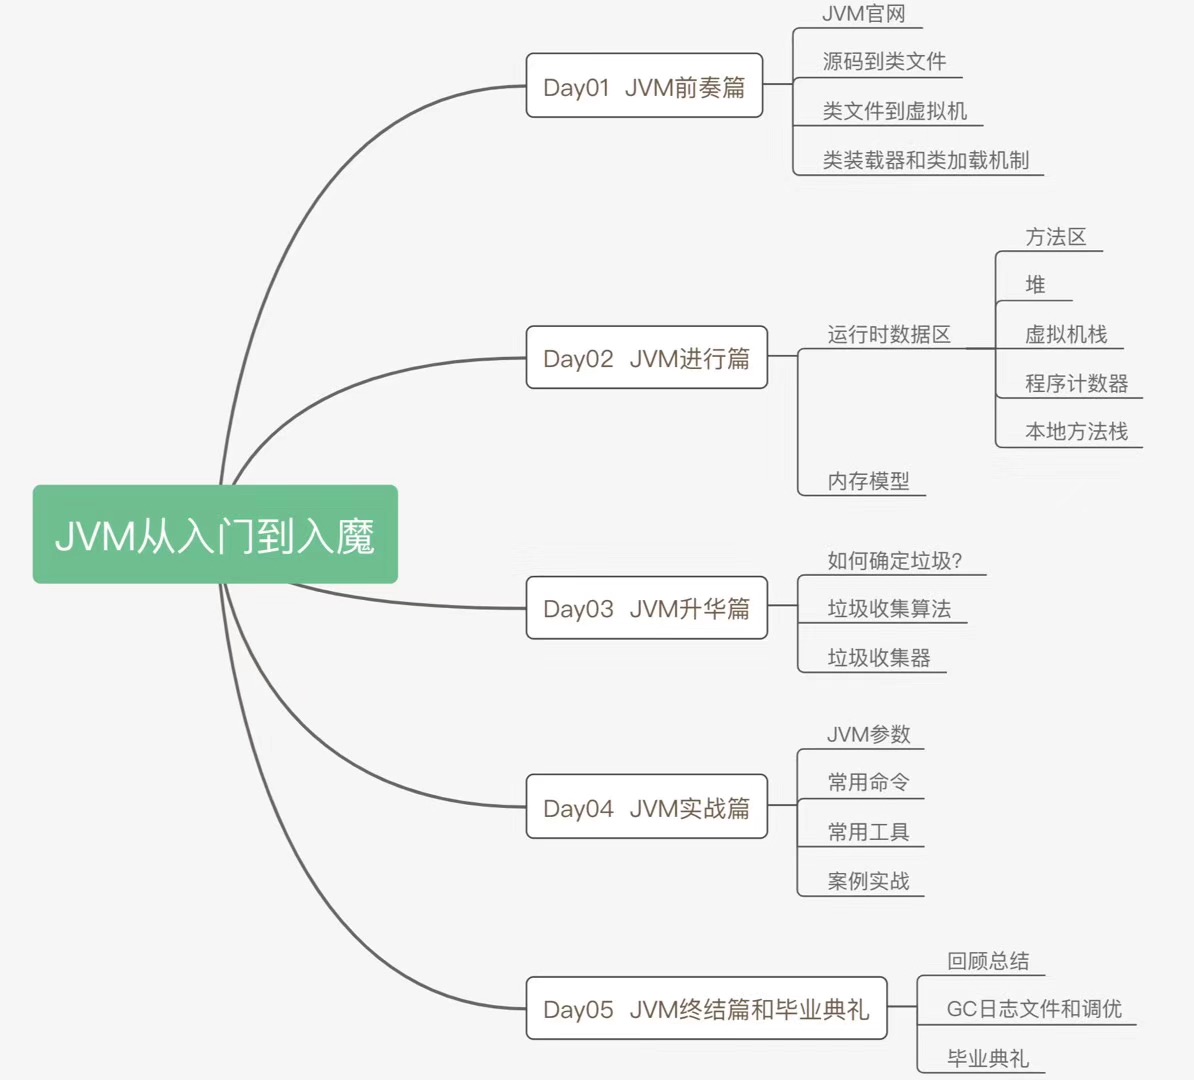 JVM从入门到入魔
Day01 JVM前奏篇
JVM官网
源码到类文件
类文件到虚拟机
类装载器和类加载机制
Day02 JVM进行篇
运行时数据区
方法区
堆
虚拟机栈
程序计数器
本地方法栈
内存模型
Day03 JVM升华篇
如何确定垃圾?
垃圾收集算法
垃圾收集器
Day04 JVM实战篇
JVM参数
常用命令
常用工具
案例实战
Day05 JVM终结篇和毕业典礼
回顾总结
GC日志文件和调优
毕业典礼